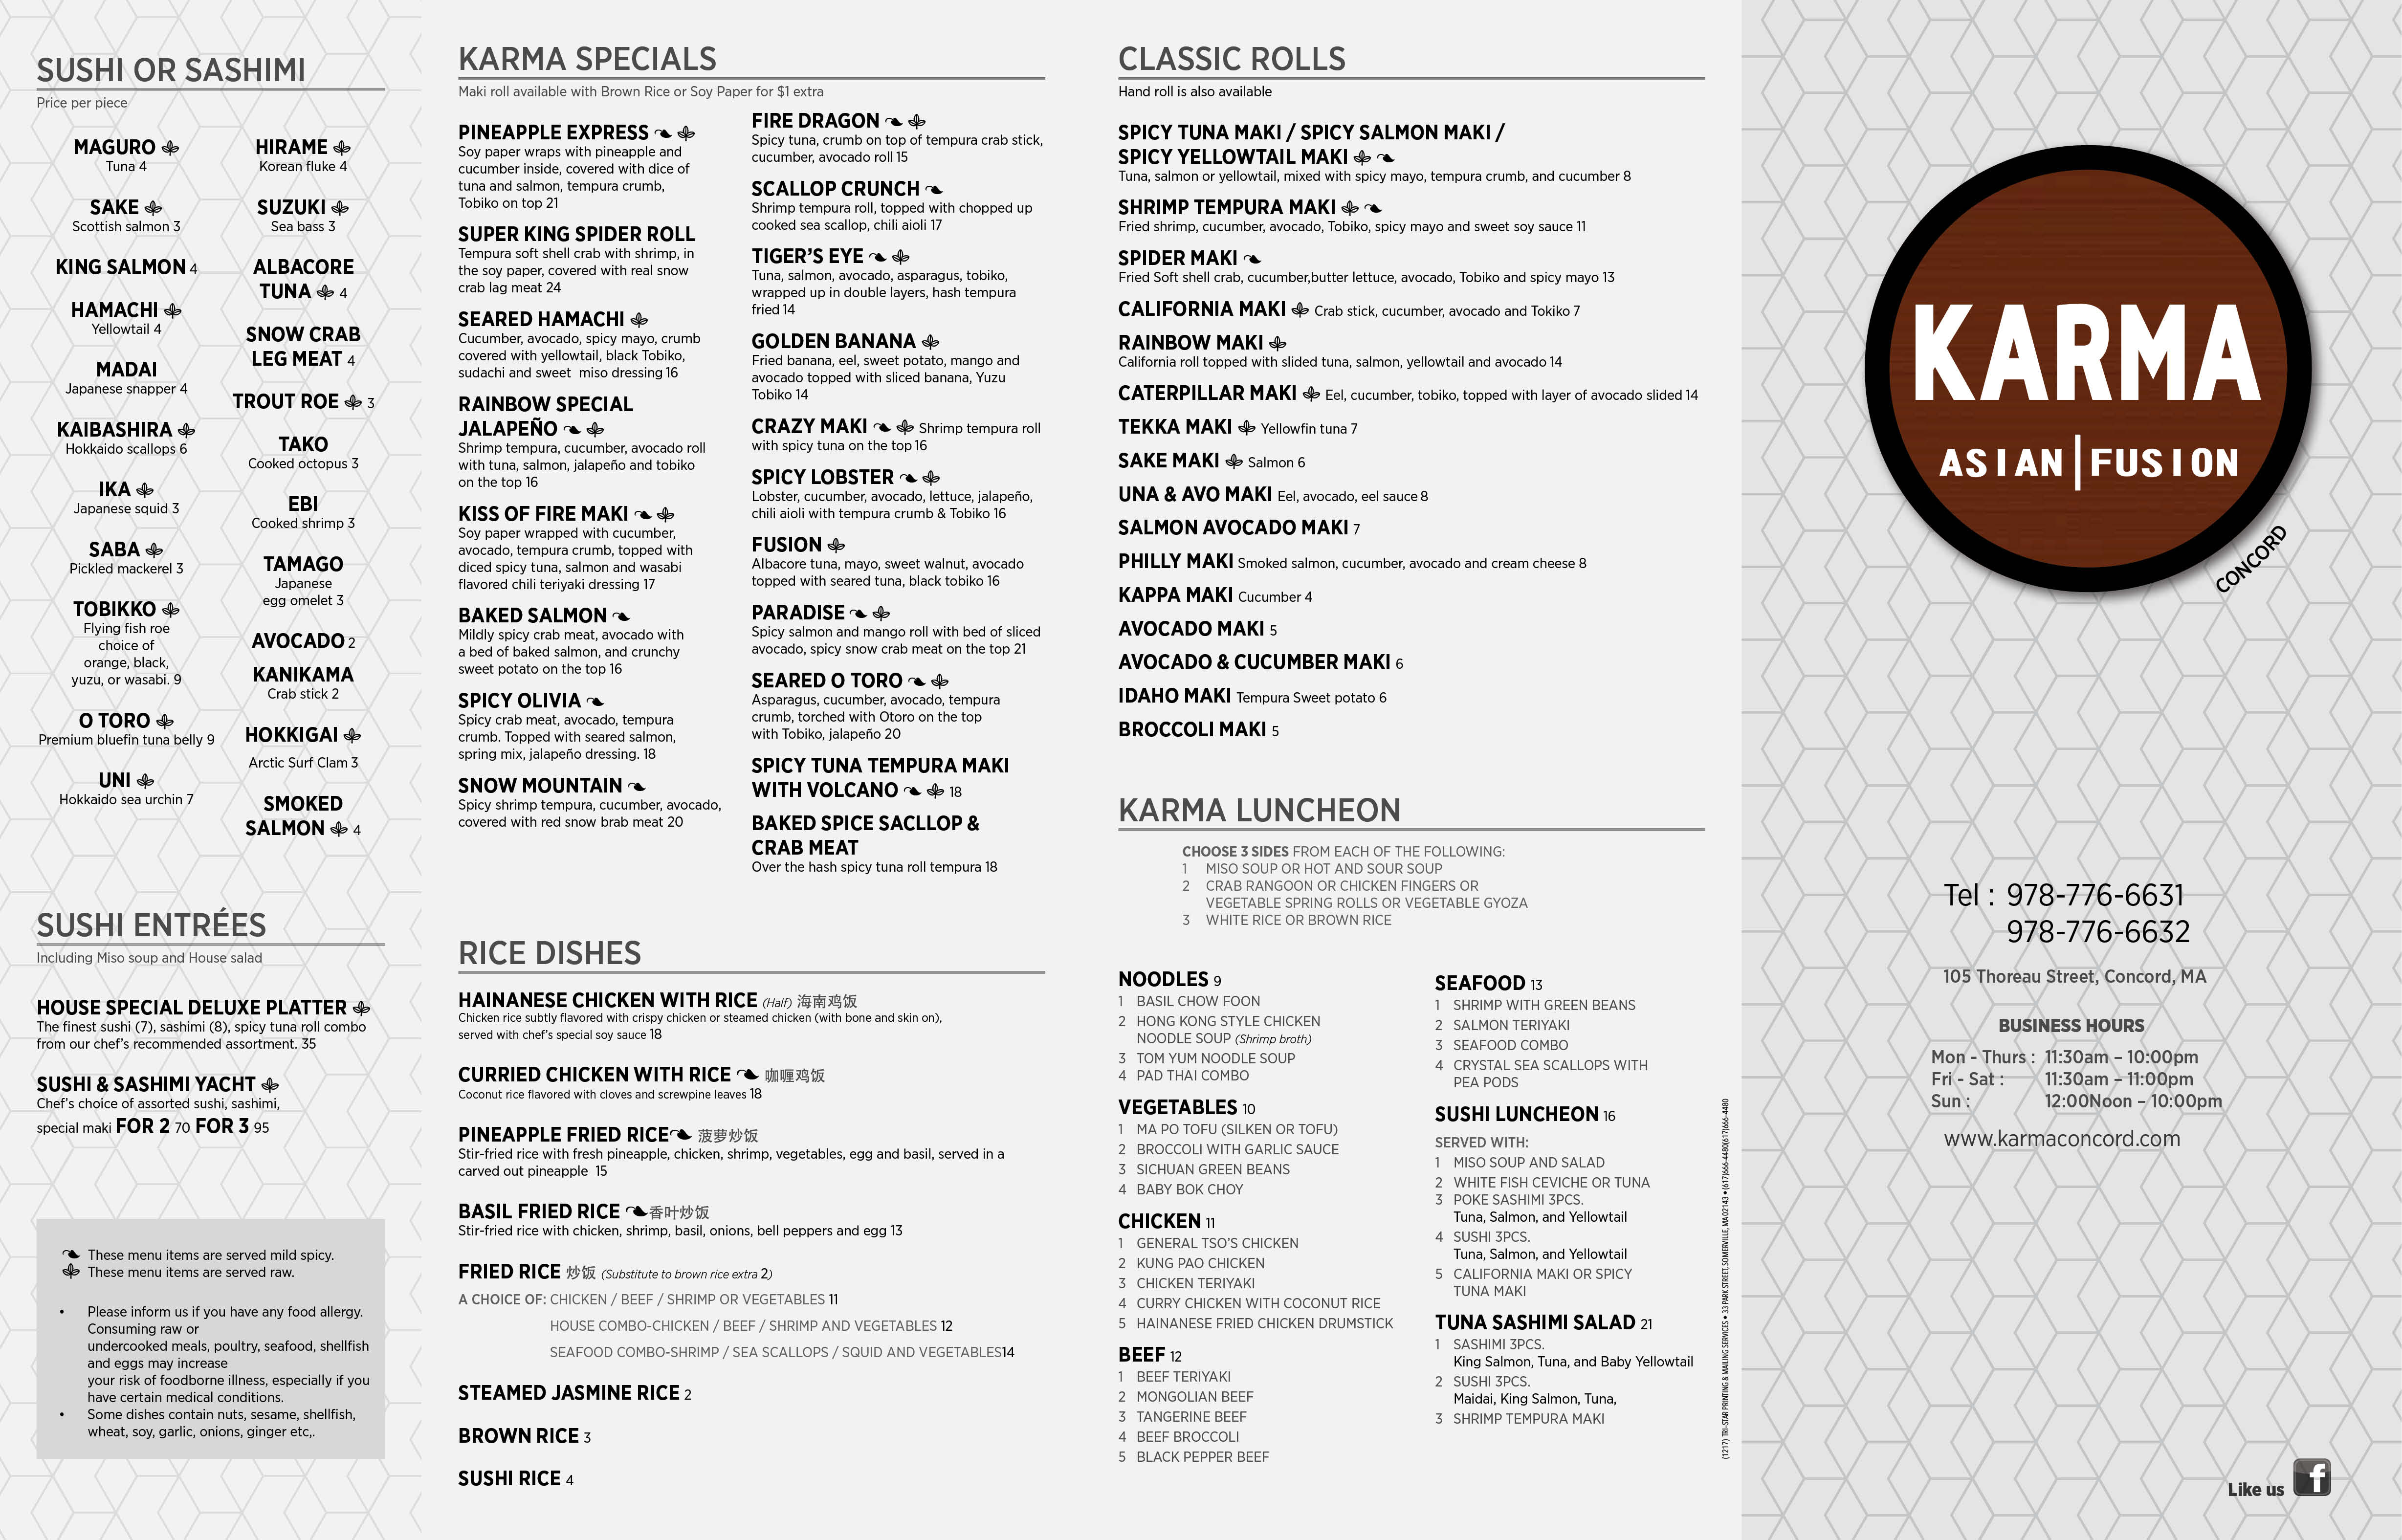 SUSHI OR SASHIMI
Price per piece
MAGURO
Tuna 4
SAKE
Scottish salmon 3
KING SALMON 4
HAMACHI
Yellowtail 4
MADAI
Japanese snapper 4
KAIBASHIRA
Hokkaido scallops 6
IKA
Japanese squid 3
SABA
Pickled mackerel 3
TOBIKKO
Flying fish roe
choice of
orange, black,
yuzu, or wasabi. 9
O TORO
Premium bluefin tuna belly 9
UNI
Hokkaido sea urchin 7
HIRAME
Korean fluke 4
SUZUKI
Sea bass 3
ALBACORE
TUNA 4
SNOW CRAB
LEG MEAT 4
TROUT ROE 3
TAKO
Cooked octopus 3
EBI
Cooked shrimp 3
TAMAGO
Japanese
egg omelet 3
AVOCADO 2
KANIKAMA
Crab stick 2
HOKKIGAI
Arctic Surf Clam 3
SMOKED
SALMON 4
SUSHI ENTRÉES
Including Miso soup and House salad
HOUSE SPECIAL DELUXE PLATTER
The finest sushi (7), sashimi (8), spicy tuna roll combo
from our chef's recommended assortment. 35
SUSHI & SASHIMI YACHT
Chef's choice of assorted sushi, sashimi,
special maki FOR 2 70 FOR 3 95
These menu items are served mild spicy.
These menu items are served raw.
• Please inform us if you have any food allergy.
Consuming raw or
undercooked meals, poultry, seafood, shellfish
and eggs may increase
your risk of foodborne illness, especially if you
have certain medical conditions.
• Some dishes contain nuts, sesame, shellfish,
wheat, soy, garlic, onions, ginger etc,.
KARMA SPECIALS
Maki roll available with Brown Rice or Soy Paper for $1 extra
PINEAPPLE EXPRESS
Soy paper wraps with pineapple and
cucumber inside, covered with dice of
tuna and salmon, tempura crumb,
Tobiko on top 21
SUPER KING SPIDER ROLL
Tempura soft shell crab with shrimp, in
the soy paper, covered with real snow
crab lag meat 24
SEARED HAMACHI
Cucumber, avocado, spicy mayo, crumb
covered with yellowtail, black Tobiko,
sudachi and sweet miso dressing 16
RAINBOW SPECIAL
JALAPEÑO
Shrimp tempura, cucumber, avocado roll
with tuna, salmon, jalapeño and tobiko
on the top 16
KISS OF FIRE MAKI
Soy paper wrapped with cucumber,
avocado, tempura crumb, topped with
diced spicy tuna, salmon and wasabi
flavored chili teriyaki dressing 17
BAKED SALMON
Mildly spicy crab meat, avocado with
a bed of baked salmon, and crunchy
sweet potato on the top 16
SPICY OLIVIA
Spicy crab meat, avocado, tempura
crumb. Topped with seared salmon,
spring mix, jalapeño dressing. 18
SNOW MOUNTAIN
Spicy shrimp tempura, cucumber, avocado,
covered with red snow brab meat 20
FIRE DRAGON
Spicy tuna, crumb on top of tempura crab stick,
cucumber, avocado roll 15
SCALLOP CRUNCH
Shrimp tempura roll, topped with chopped up
cooked sea scallop, chili aioli 17
TIGER'S EYE
Tuna, salmon, avocado, asparagus, tobiko,
wrapped up in double layers, hash tempura
fried 14
GOLDEN BANANA
Fried banana, eel, sweet potato, mango and
avocado topped with sliced banana, Yuzu
Tobiko 14
CRAZY MAKI Shrimp tempura roll
with spicy tuna on the top 16
SPICY LOBSTER
Lobster, cucumber, avocado, lettuce, jalapeño,
chili aioli with tempura crumb & Tobiko 16
FUSION
Albacore tuna, mayo, sweet walnut, avocado
topped with seared tuna, black tobiko 16
PARADISE
Spicy salmon and mango roll with bed of sliced
avocado, spicy snow crab meat on the top 21
SEARED O TORO
Asparagus, cucumber, avocado, tempura
crumb, torched with Otoro on the top
with Tobiko, jalapeño 20
SPICY TUNA TEMPURA MAKI
WITH VOLCANO 18
BAKED SPICE SACLLOP &
CRAB MEAT
Over the hash spicy tuna roll tempura 18
RICE DISHES
HAINANESE CHICKEN WITH RICE (Half) 海南鸡饭
Chicken rice subtly flavored with crispy chicken or steamed chicken (with bone and skin on),
served with chef's special soy sauce 18
CURRIED CHICKEN WITH RICE 咖喱鸡饭
Coconut rice flavored with cloves and screwpine leaves 18
PINEAPPLE FRIED RICE 菠萝炒饭
Stir-fried rice with fresh pineapple, chicken, shrimp, vegetables, egg and basil, served in a
carved out pineapple 15
BASIL FRIED RICE 香叶炒饭
Stir-fried rice with chicken, shrimp, basil, onions, bell peppers and egg 13
FRIED RICE 炒饭 (Substitute to brown rice extra 2)
A CHOICE OF: CHICKEN / BEEF / SHRIMP OR VEGETABLES 11
HOUSE COMBO-CHICKEN / BEEF / SHRIMP AND VEGETABLES 12
SEAFOOD COMBO-SHRIMP / SEA SCALLOPS / SQUID AND VEGETABLES14
STEAMED JASMINE RICE 2
BROWN RICE 3
SUSHI RICE 4
CLASSIC ROLLS
Hand roll is also available
SPICY TUNA MAKI / SPICY SALMON MAKI /
SPICY YELLOWTAIL MAKI
Tuna, salmon or yellowtail, mixed with spicy mayo, tempura crumb, and cucumber 8
SHRIMP TEMPURA MAKI
Fried shrimp, cucumber, avocado, Tobiko, spicy mayo and sweet soy sauce 11
SPIDER MAKI
Fried Soft shell crab, cucumber,butter lettuce, avocado, Tobiko and spicy mayo 13
CALIFORNIA MAKI Crab stick, cucumber, avocado and Tokiko 7
RAINBOW MAKI
California roll topped with slided tuna, salmon, yellowtail and avocado 14
CATERPILLAR MAKI Eel, cucumber, tobiko, topped with layer of avocado slided 14
TEKKA MAKI Yellowfin tuna 7
SAKE MAKI Salmon 6
UNA & AVO MAKI Eel, avocado, eel sauce 8
SALMON AVOCADO MAKI 7
PHILLY MAKI Smoked salmon, cucumber, avocado and cream cheese 8
KAPPA MAKI Cucumber 4
AVOCADO MAKI 5
AVOCADO & CUCUMBER MAKI 6
IDAHO MAKI Tempura Sweet potato 6
BROCCOLI MAKI 5
KARMA LUNCHEON
CHOOSE 3 SIDES FROM EACH OF THE FOLLOWING:
1 MISO SOUP OR HOT AND SOUR SOUP
2 CRAB RANGOON OR CHICKEN FINGERS OR
VEGETABLE SPRING ROLLS OR VEGETABLE GYOZA
3 WHITE RICE OR BROWN RICE
NOODLES 9
1 BASIL CHOW FOON
2 HONG KONG STYLE CHICKEN
NOODLE SOUP (Shrimp broth)
3 TOM YUM NOODLE SOUP
4 PAD THAI COMBO
VEGETABLES 10
1 MA PO TOFU (SILKEN OR TOFU)
2 BROCCOLI WITH GARLIC SAUCE
3 SICHUAN GREEN BEANS
4 BABY BOK CHOY
CHICKEN 11
1 GENERAL TSO'S CHICKEN
2 KUNG PAO CHICKEN
3 CHICKEN TERIYAKI
4 CURRY CHICKEN WITH COCONUT RICE
5 HAINANESE FRIED CHICKEN DRUMSTICK
BEEF 12
1 BEEF TERIYAKI
2 MONGOLIAN BEEF
3 TANGERINE BEEF
4 BEEF BROCCOLI
5 BLACK PEPPER BEEF
SEAFOOD 13
1 SHRIMP WITH GREEN BEANS
2 SALMON TERIYAKI
3 SEAFOOD COMBO
4 CRYSTAL SEA SCALLOPS WITH
PEA PODS
SUSHI LUNCHEON 16
SERVED WITH:
1 MISO SOUP AND SALAD
2 WHITE FISH CEVICHE OR TUNA
3 POKE SASHIMI 3PCS.
Tuna, Salmon, and Yellowtail
4 SUSHI 3PCS.
Tuna, Salmon, and Yellowtail
5 CALIFORNIA MAKI OR SPICY
TUNA MAKI
TUNA SASHIMI SALAD 21
1 SASHIMI 3PCS.
King Salmon, Tuna, and Baby Yellowtail
2 SUSHI 3PCS.
Maidai, King Salmon, Tuna,
3 SHRIMP TEMPURA MAKI
(1217) TRI-STAR PRINTING & MAILING SERVICES • 33 PARK STREET, SOMERVILLE, MA 02143 • (617)666-4480(617)666-4480
KARMA
ASIAN|FUSION
CONCORD
Tel : 978-776-6631
978-776-6632
105 Thoreau Street, Concord, MA
BUSINESS HOURS
Mon - Thurs : 11:30am – 10:00pm
Fri - Sat : 11:30am – 11:00pm
Sun : 12:00Noon – 10:00pm
www.karmaconcord.com
Like us f